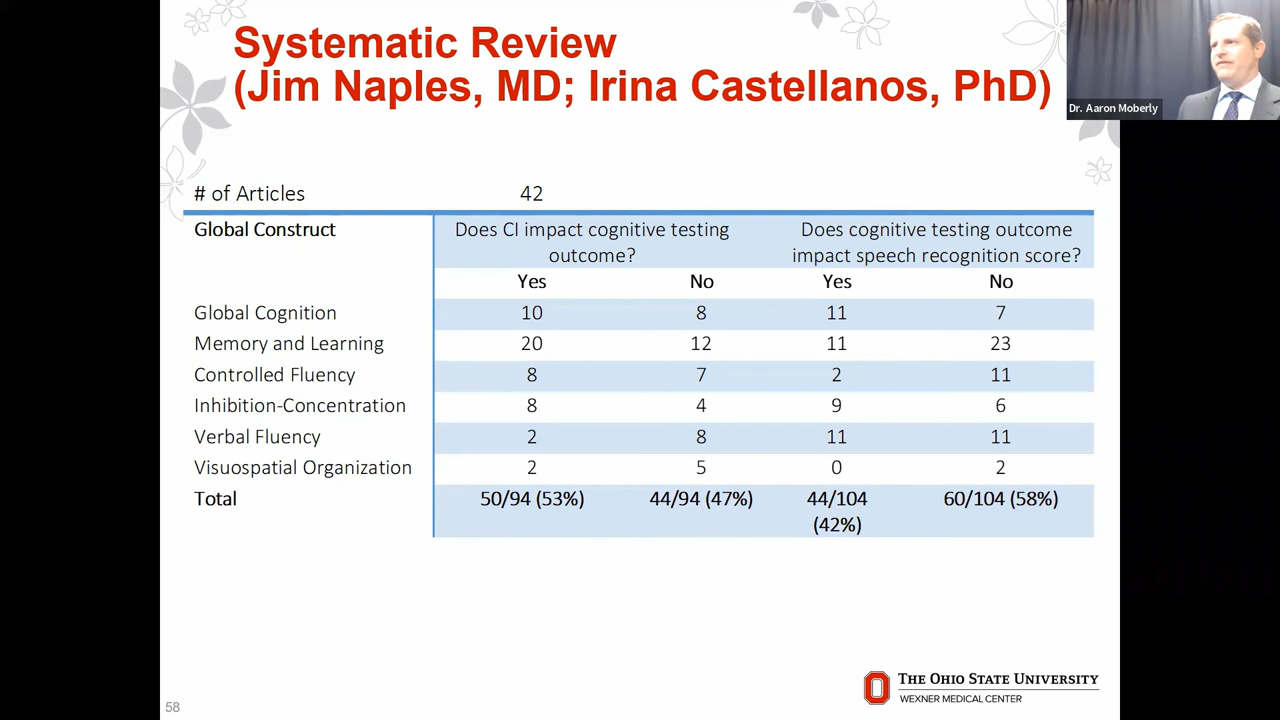 Systematic Review
(Jim Naples, MD; Irina Castellanos, PhD)
Dr. Aaron Moberly
# of Articles 42
Global Construct Does CI impact cognitive testing outcome? Does cognitive testing outcome impact speech recognition score?
Yes No Yes No
Global Cognition 10 8 11 7
Memory and Learning 20 12 11 23
Controlled Fluency 8 7 2 11
Inhibition-Concentration 8 4 9 6
Verbal Fluency 2 8 11 11
Visuospatial Organization 2 5 0 2
Total 50/94 (53%) 44/94 (47%) 44/104 (42%) 60/104 (58%)
THE OHIO STATE UNIVERSITY
WEXNER MEDICAL CENTER
58